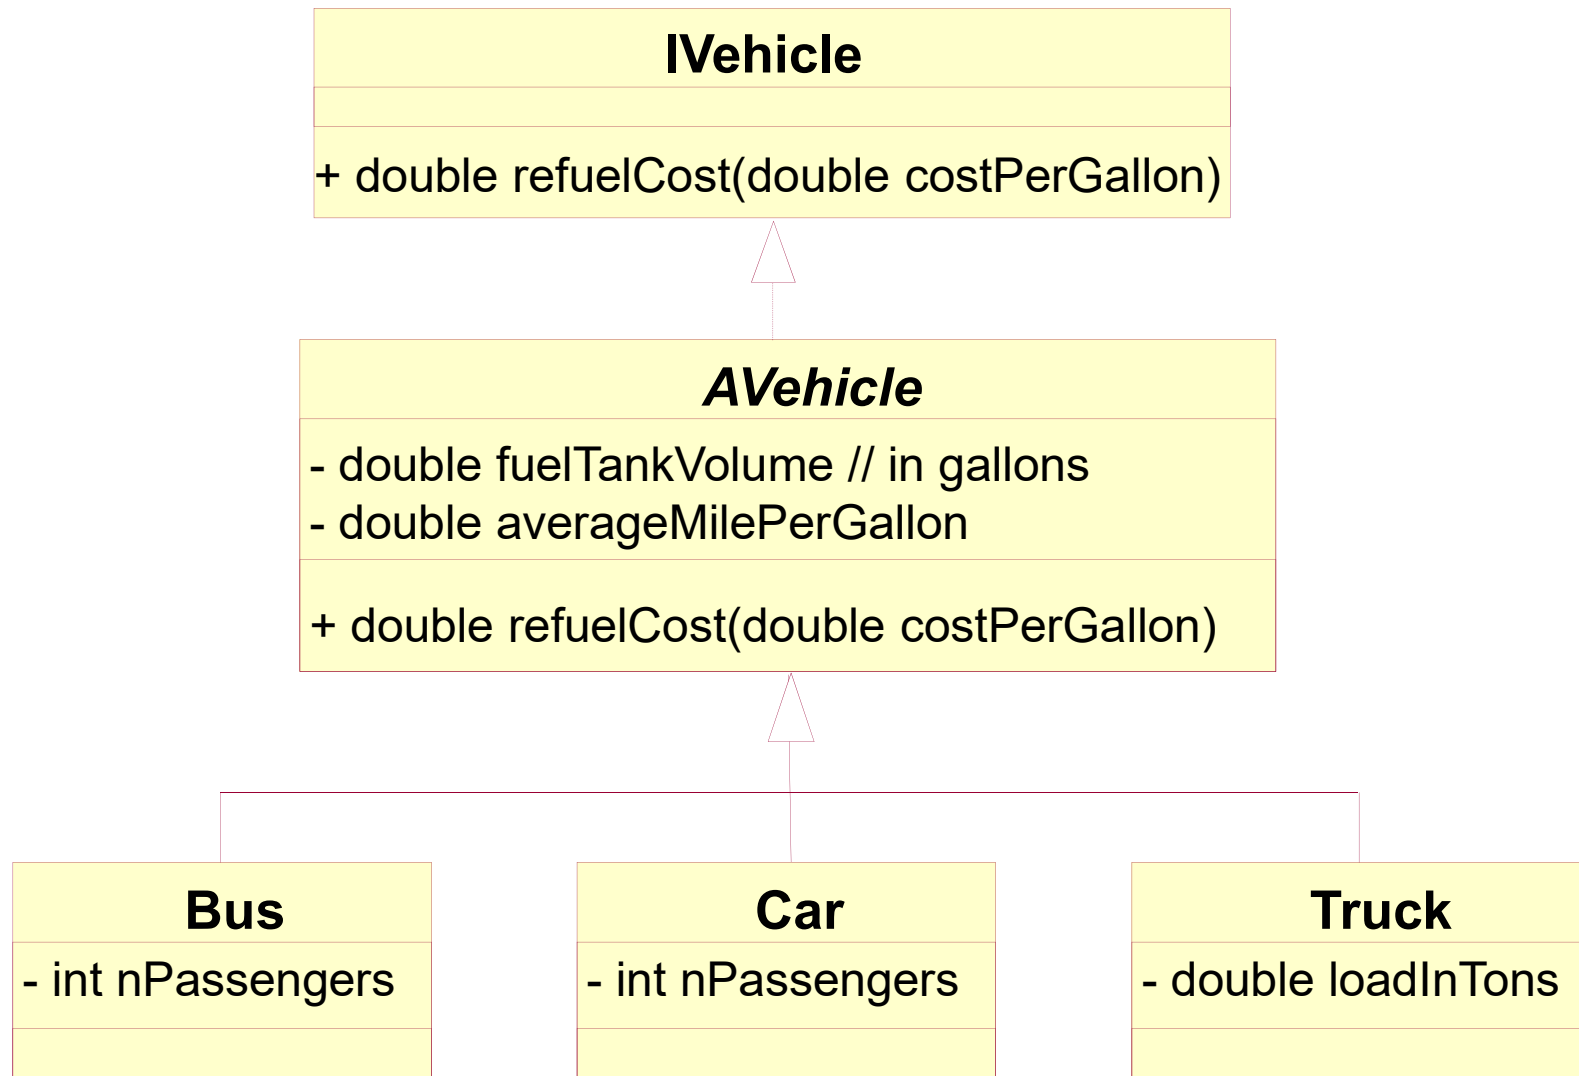 IVehicle
+ double refuelCost(double costPerGallon)
AVehicle
- double fuelTankVolume // in gallons
- double averageMilePerGallon
+ double refuelCost(double costPerGallon)
Bus
- int nPassengers
Car
- int nPassengers
Truck
- double loadInTons